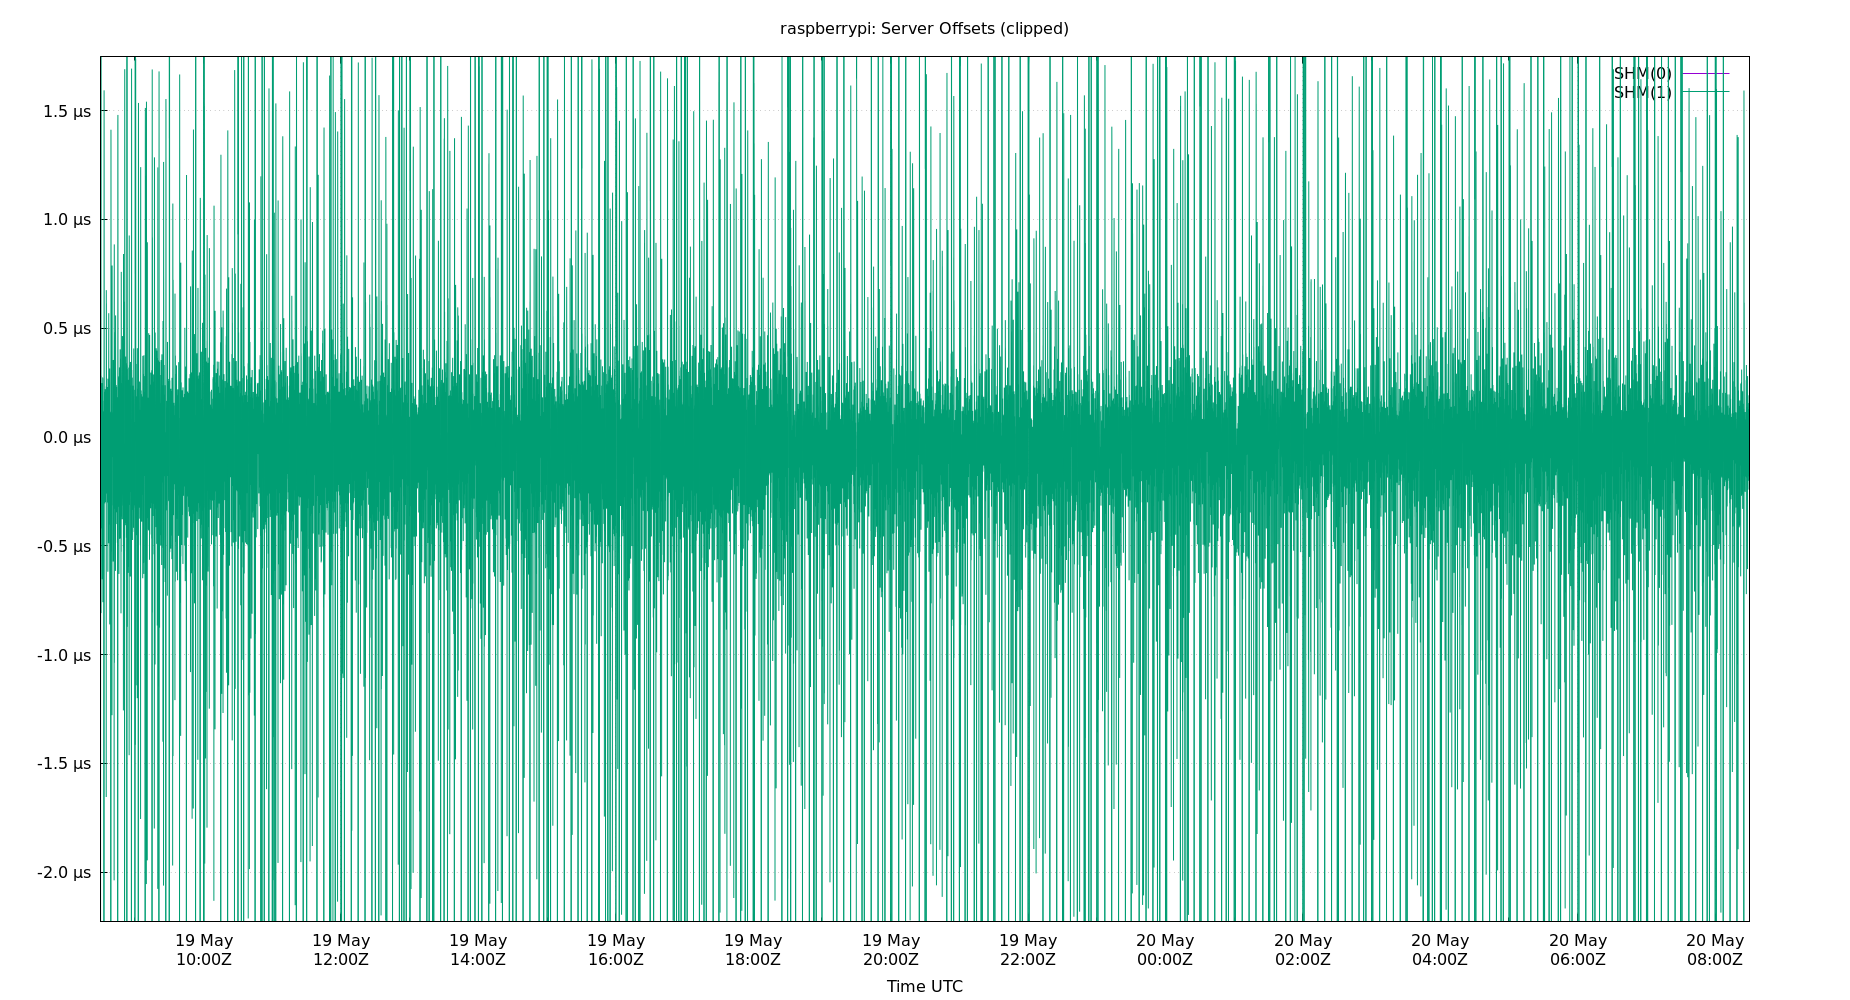 raspberrypi: Server Offsets (clipped)
SHM(0)
SHM(1)
1.5 µs
1.0 µs
0.5 µs
0.0 µs
-0.5 µs
-1.0 µs
-1.5 µs
-2.0 µs
19 May 19 May 19 May 19 May 19 May 19 May 19 May 20 May 20 May 20 May 20 May 20 May
10:00Z 12:00Z 14:00Z 16:00Z 18:00Z 20:00Z 22:00Z 00:00Z 02:00Z 04:00Z 06:00Z 08:00Z
Time UTC